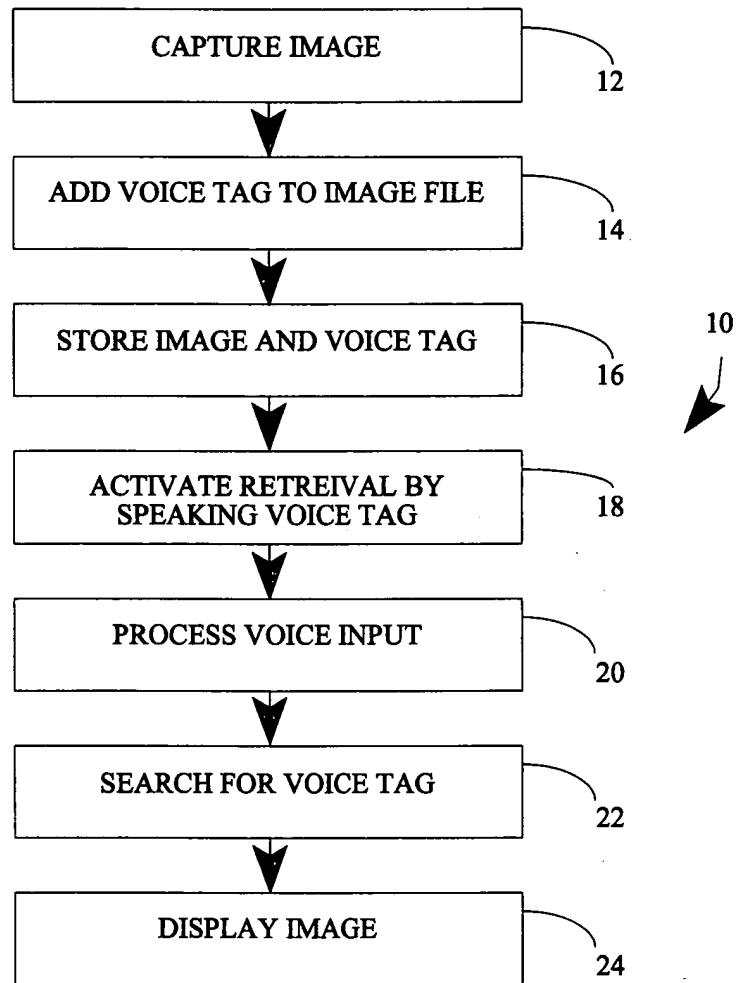 CAPTURE IMAGE
12
ADD VOICE TAG TO IMAGE FILE
14
STORE IMAGE AND VOICE TAG
16
10
ACTIVATE RETREIVAL BY
SPEAKING VOICE TAG
18
PROCESS VOICE INPUT
20
SEARCH FOR VOICE TAG
22
DISPLAY IMAGE
24